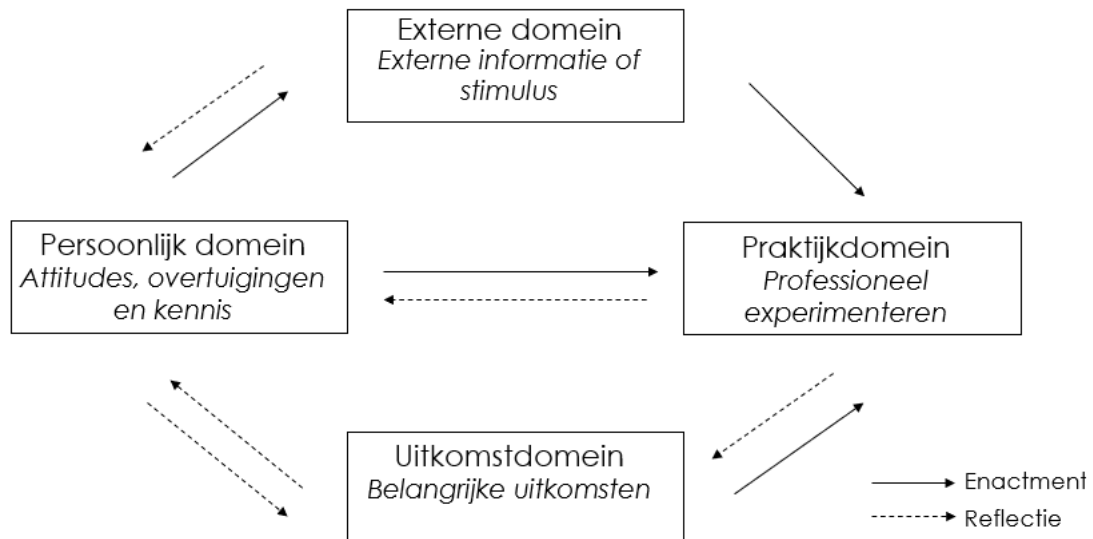 Externe domein
Externe informatie of
stimulus
Persoonlijk domein
Attitudes, overtuigingen
en kennis
Praktijkdomein
Professioneel
experimenteren
Uitkomstdomein
Belangrijke uitkomsten
Enactment
Reflectie